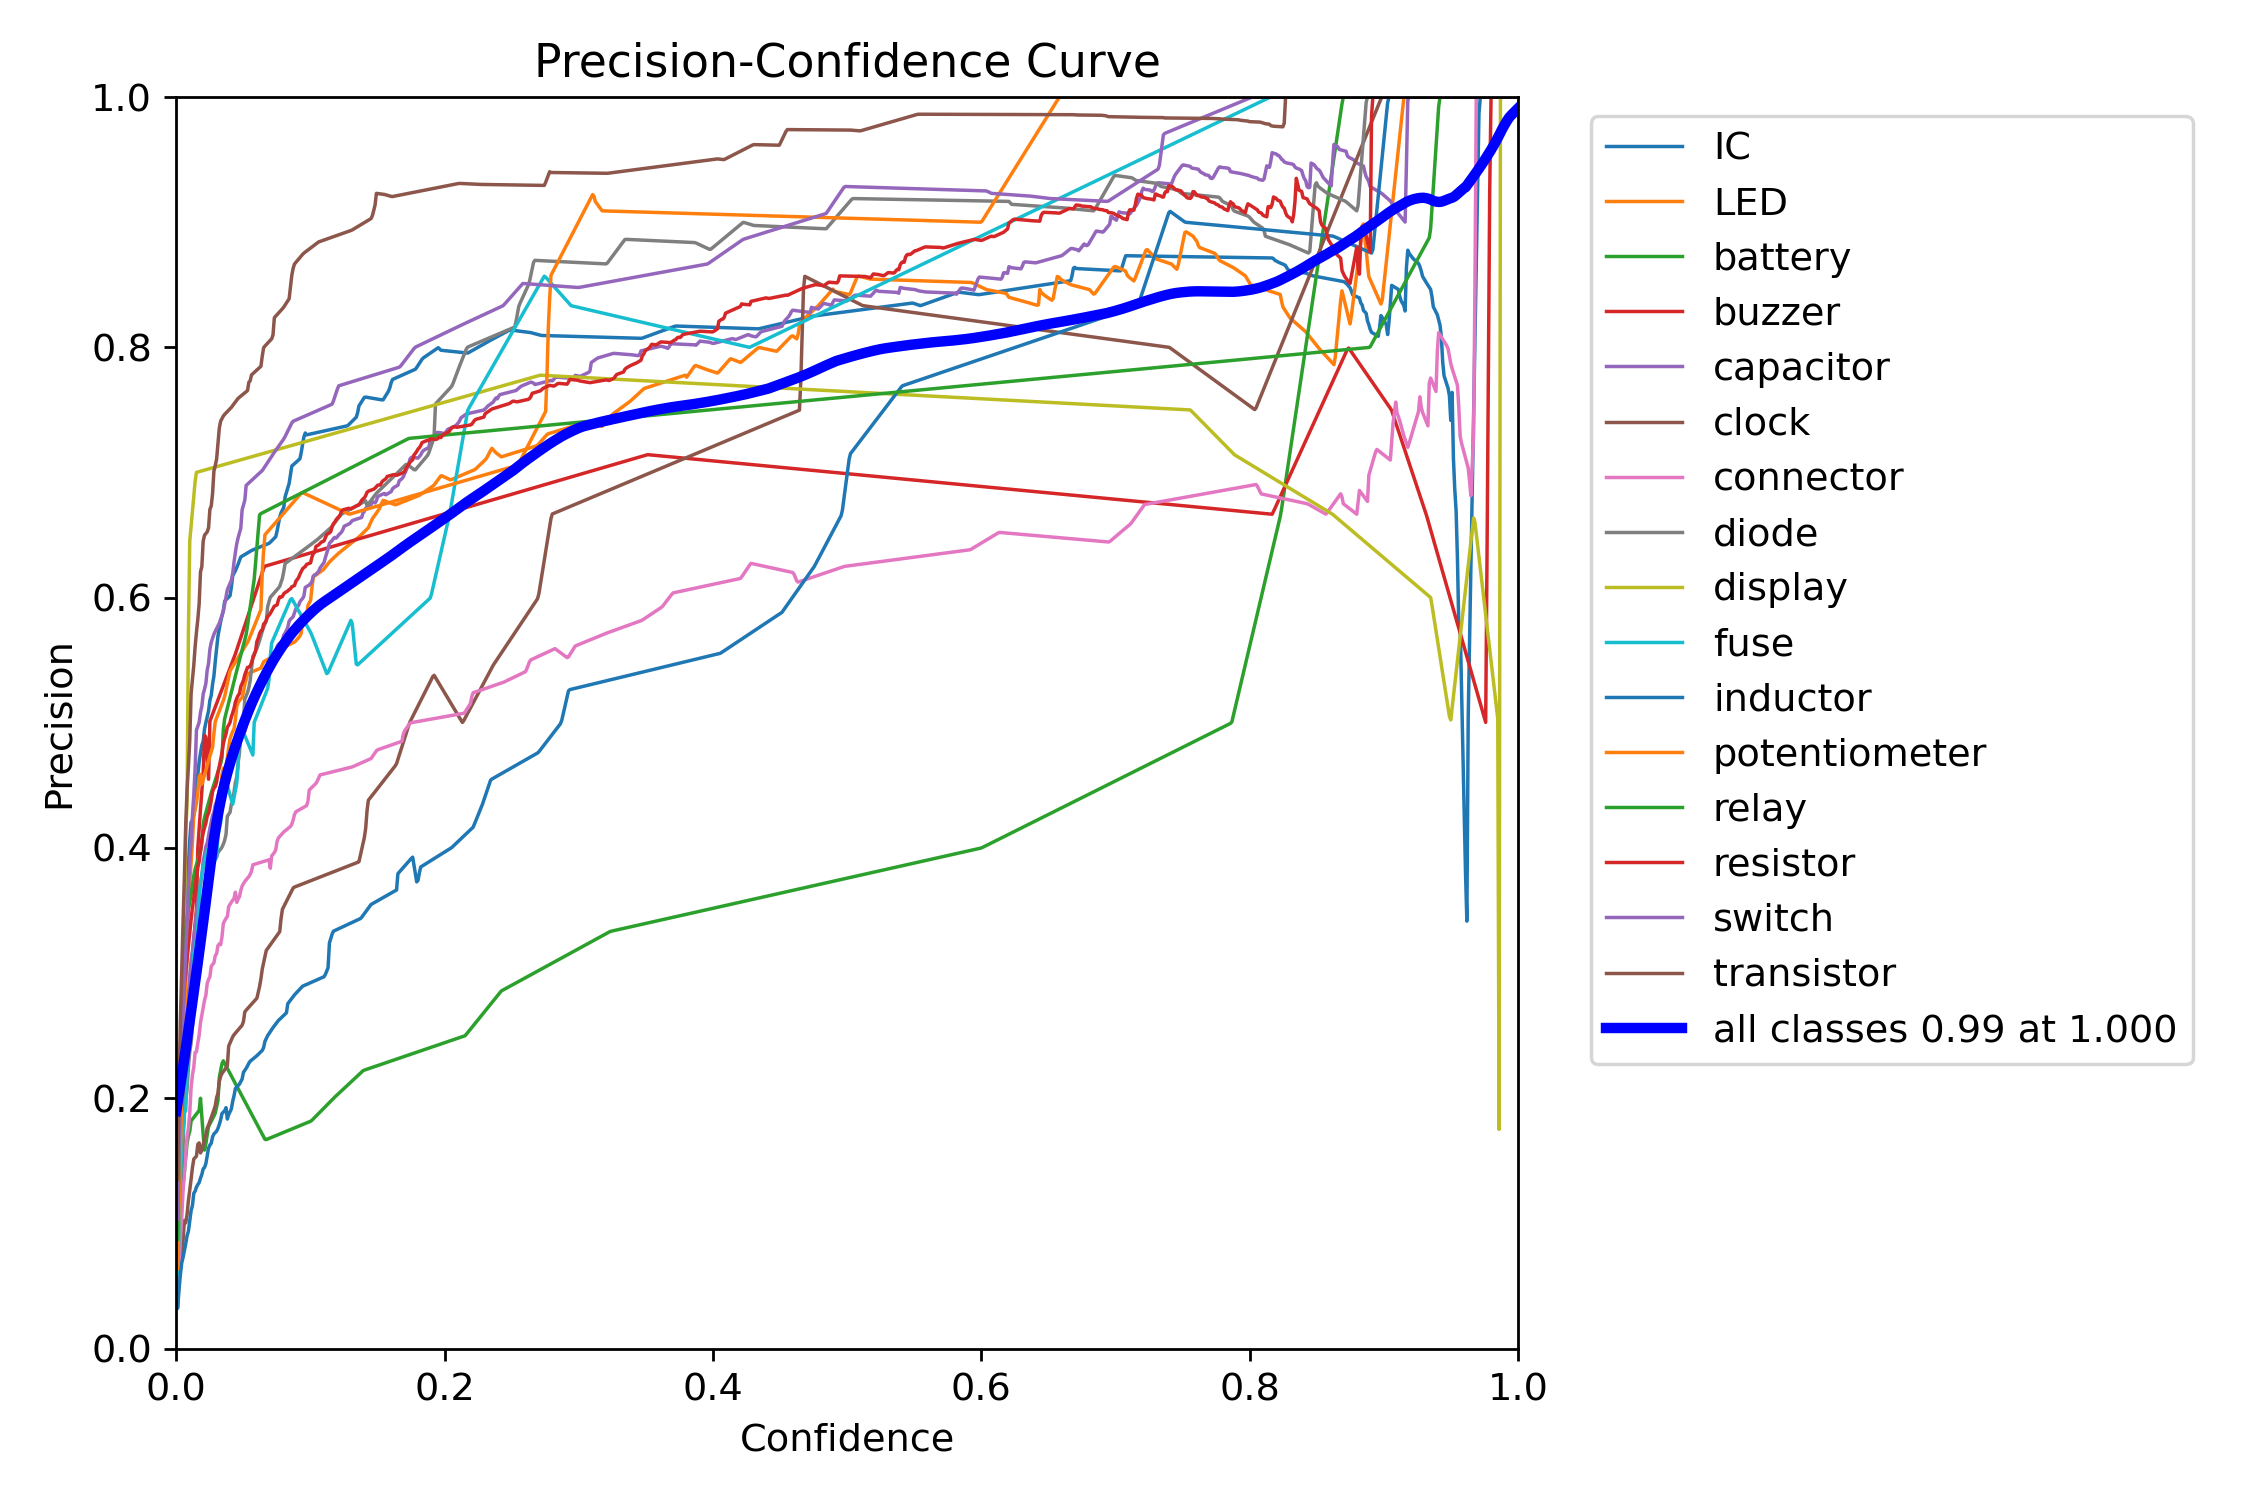 Precision-Confidence Curve
1.0
0.8
0.6
0.4
0.2
0.0
Precision
0.0 0.2 0.4 0.6 0.8 1.0
Confidence
IC
LED
battery
buzzer
capacitor
clock
connector
diode
display
fuse
inductor
potentiometer
relay
resistor
switch
transistor
all classes 0.99 at 1.000